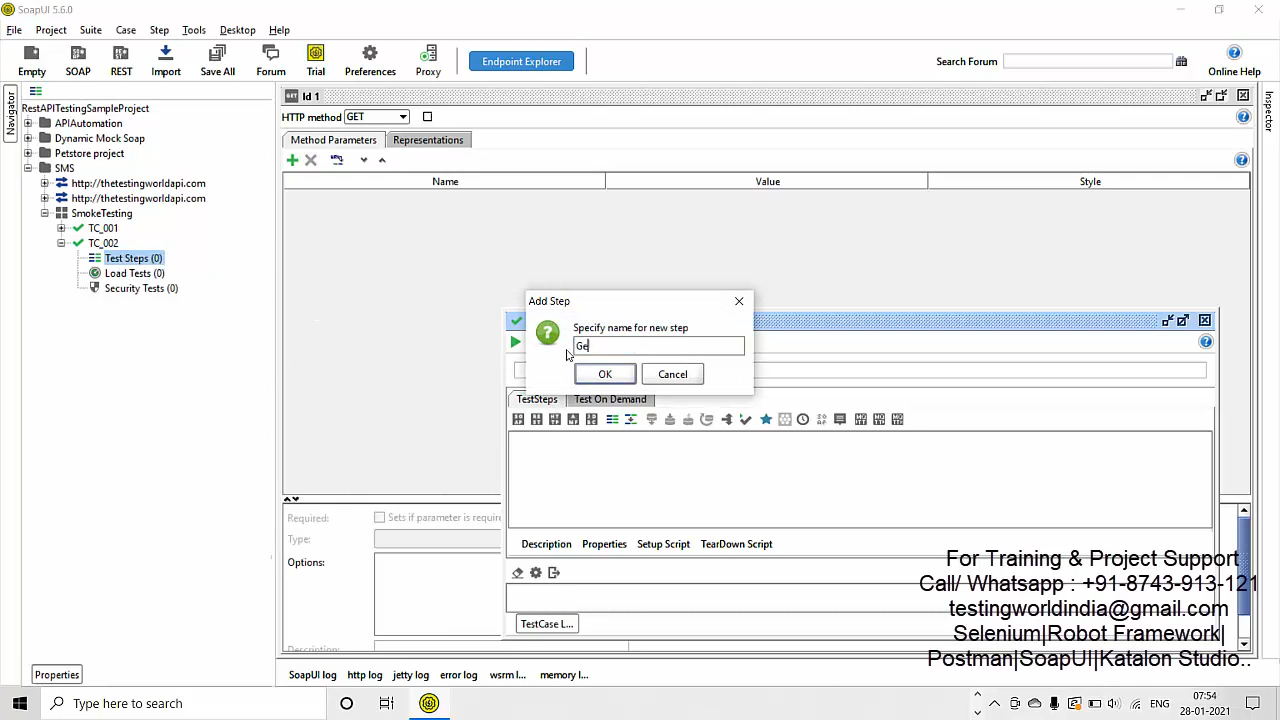 SoapUI 5.6.0
File Project Suite Case Step Tools Desktop Help
Empty SOAP REST Import Save All Forum Trial Preferences Proxy Endpoint Explorer Search Forum Online Help
Navigator
RestAPITestingSampleProject
APIAutomation
Dynamic Mock Soap
Petstore project
SMS
http://thetestingworldapi.com
http://thetestingworldapi.com
SmokeTesting
TC_001
TC_002
Test Steps (0)
Load Tests (0)
Security Tests (0)
Id 1
HTTP method GET
Method Parameters Representations
Name Value Style
Inspector
Add Step
Specify name for new step
Ge
OK Cancel
TestSteps Test On Demand
Description Properties Setup Script TearDown Script
TestCase L...
Required: Sets if parameter is require
Type:
Options:
Description:
For Training & Project Support
Call/ Whatsapp : +91-8743-913-121
testingworldindia@gmail.com
Selenium|Robot Framework|
Postman|SoapUI||Katalon Studio..
Properties
SoapUI log http log jetty log error log wsrm l... memory l...
Type here to search
ENG
07:54
28-01-2021